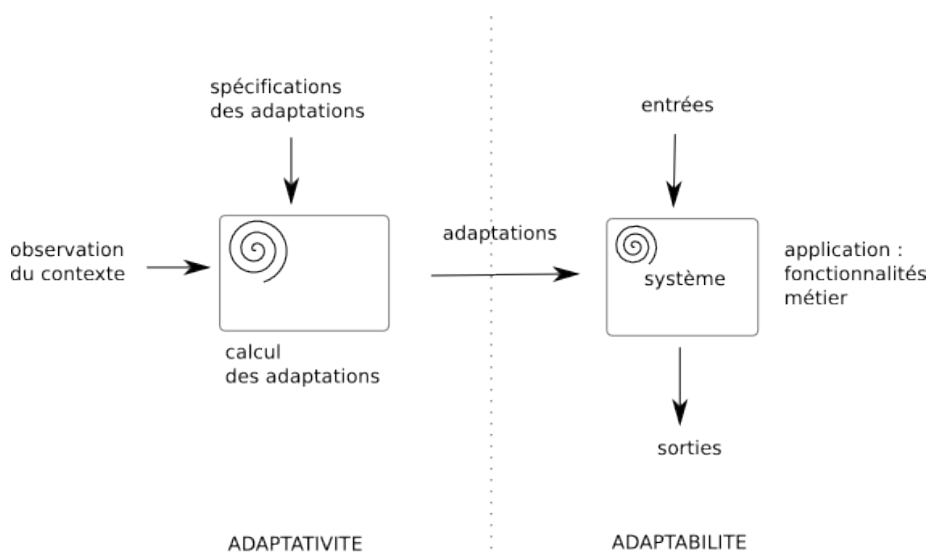 spécifications
des adaptations
entrées
observation
du contexte
adaptations
système
application :
fonctionnalités
métier
calcul
des adaptations
sorties
ADAPTATIVITE
ADAPTABILITE